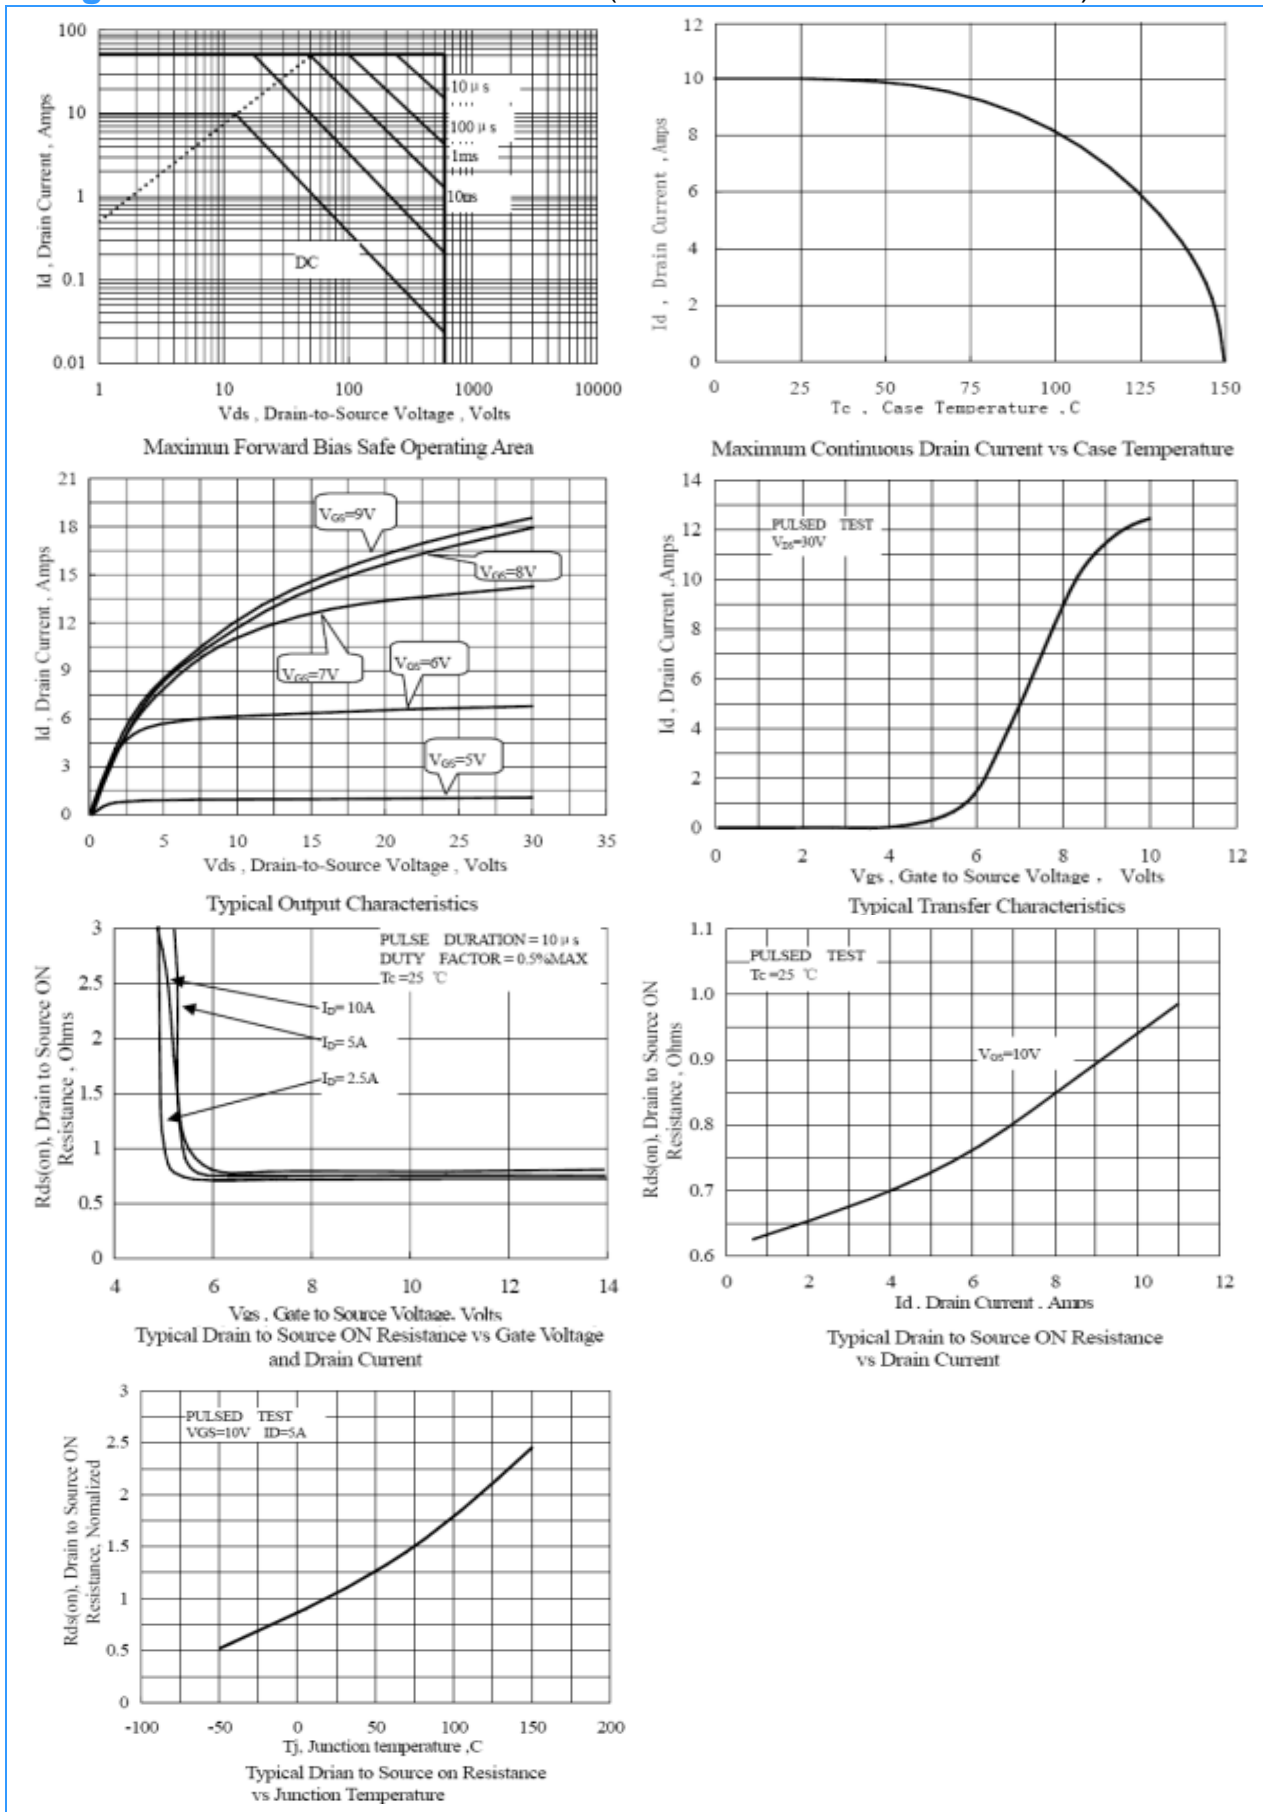 100
10
1
0.1
0.01
Id , Drain Current , Amps
10 μ s
100 μ s
1ms
10ms
DC
1 10 100 1000 10000
Vds , Drain-to-Source Voltage , Volts
Maximun Forward Bias Safe Operating Area
12
10
8
6
4
2
0
Id , Drain Current , Amps
0 25 50 75 100 125 150
Tc , Case Temperature , C
Maximum Continuous Drain Current vs Case Temperature
21
18
15
12
9
6
3
0
Id , Drain Current , Amps
VGS=9V
VGS=8V
VGS=7V
VGS=6V
VGS=5V
0 5 10 15 20 25 30 35
Vds , Drain-to-Source Voltage , Volts
Typical Output Characteristics
14
12
10
8
6
4
2
0
Id , Drain Current ,Amps
PULSED TEST
VDS=30V
0 2 4 6 8 10 12
Vgs , Gate to Source Voltage , Volts
Typical Transfer Characteristics
3
2.5
2
1.5
1
0.5
0
Rds(on), Drain to Source ON
Resistance , Ohms
PULSE DURATION = 10 μ s
DUTY FACTOR = 0.5%MAX
Tc =25 ℃
ID= 10A
ID= 5A
ID= 2.5A
4 6 8 10 12 14
Vgs , Gate to Source Voltage, Volts
Typical Drain to Source ON Resistance vs Gate Voltage
and Drain Current
1.1
1.0
0.9
0.8
0.7
0.6
Rds(on), Drain to Source ON
Resistance , Ohms
PULSED TEST
Tc =25 ℃
VGS=10V
0 2 4 6 8 10 12
Id , Drain Current , Amps
Typical Drain to Source ON Resistance
vs Drain Current
3
2.5
2
1.5
1
0.5
0
Rds(on), Drain to Source ON
Resistance, Nomalized
PULSED TEST
VGS=10V ID=5A
-100 -50 0 50 100 150 200
Tj, Junction temperature ,C
Typical Drian to Source on Resistance
vs Junction Temperature